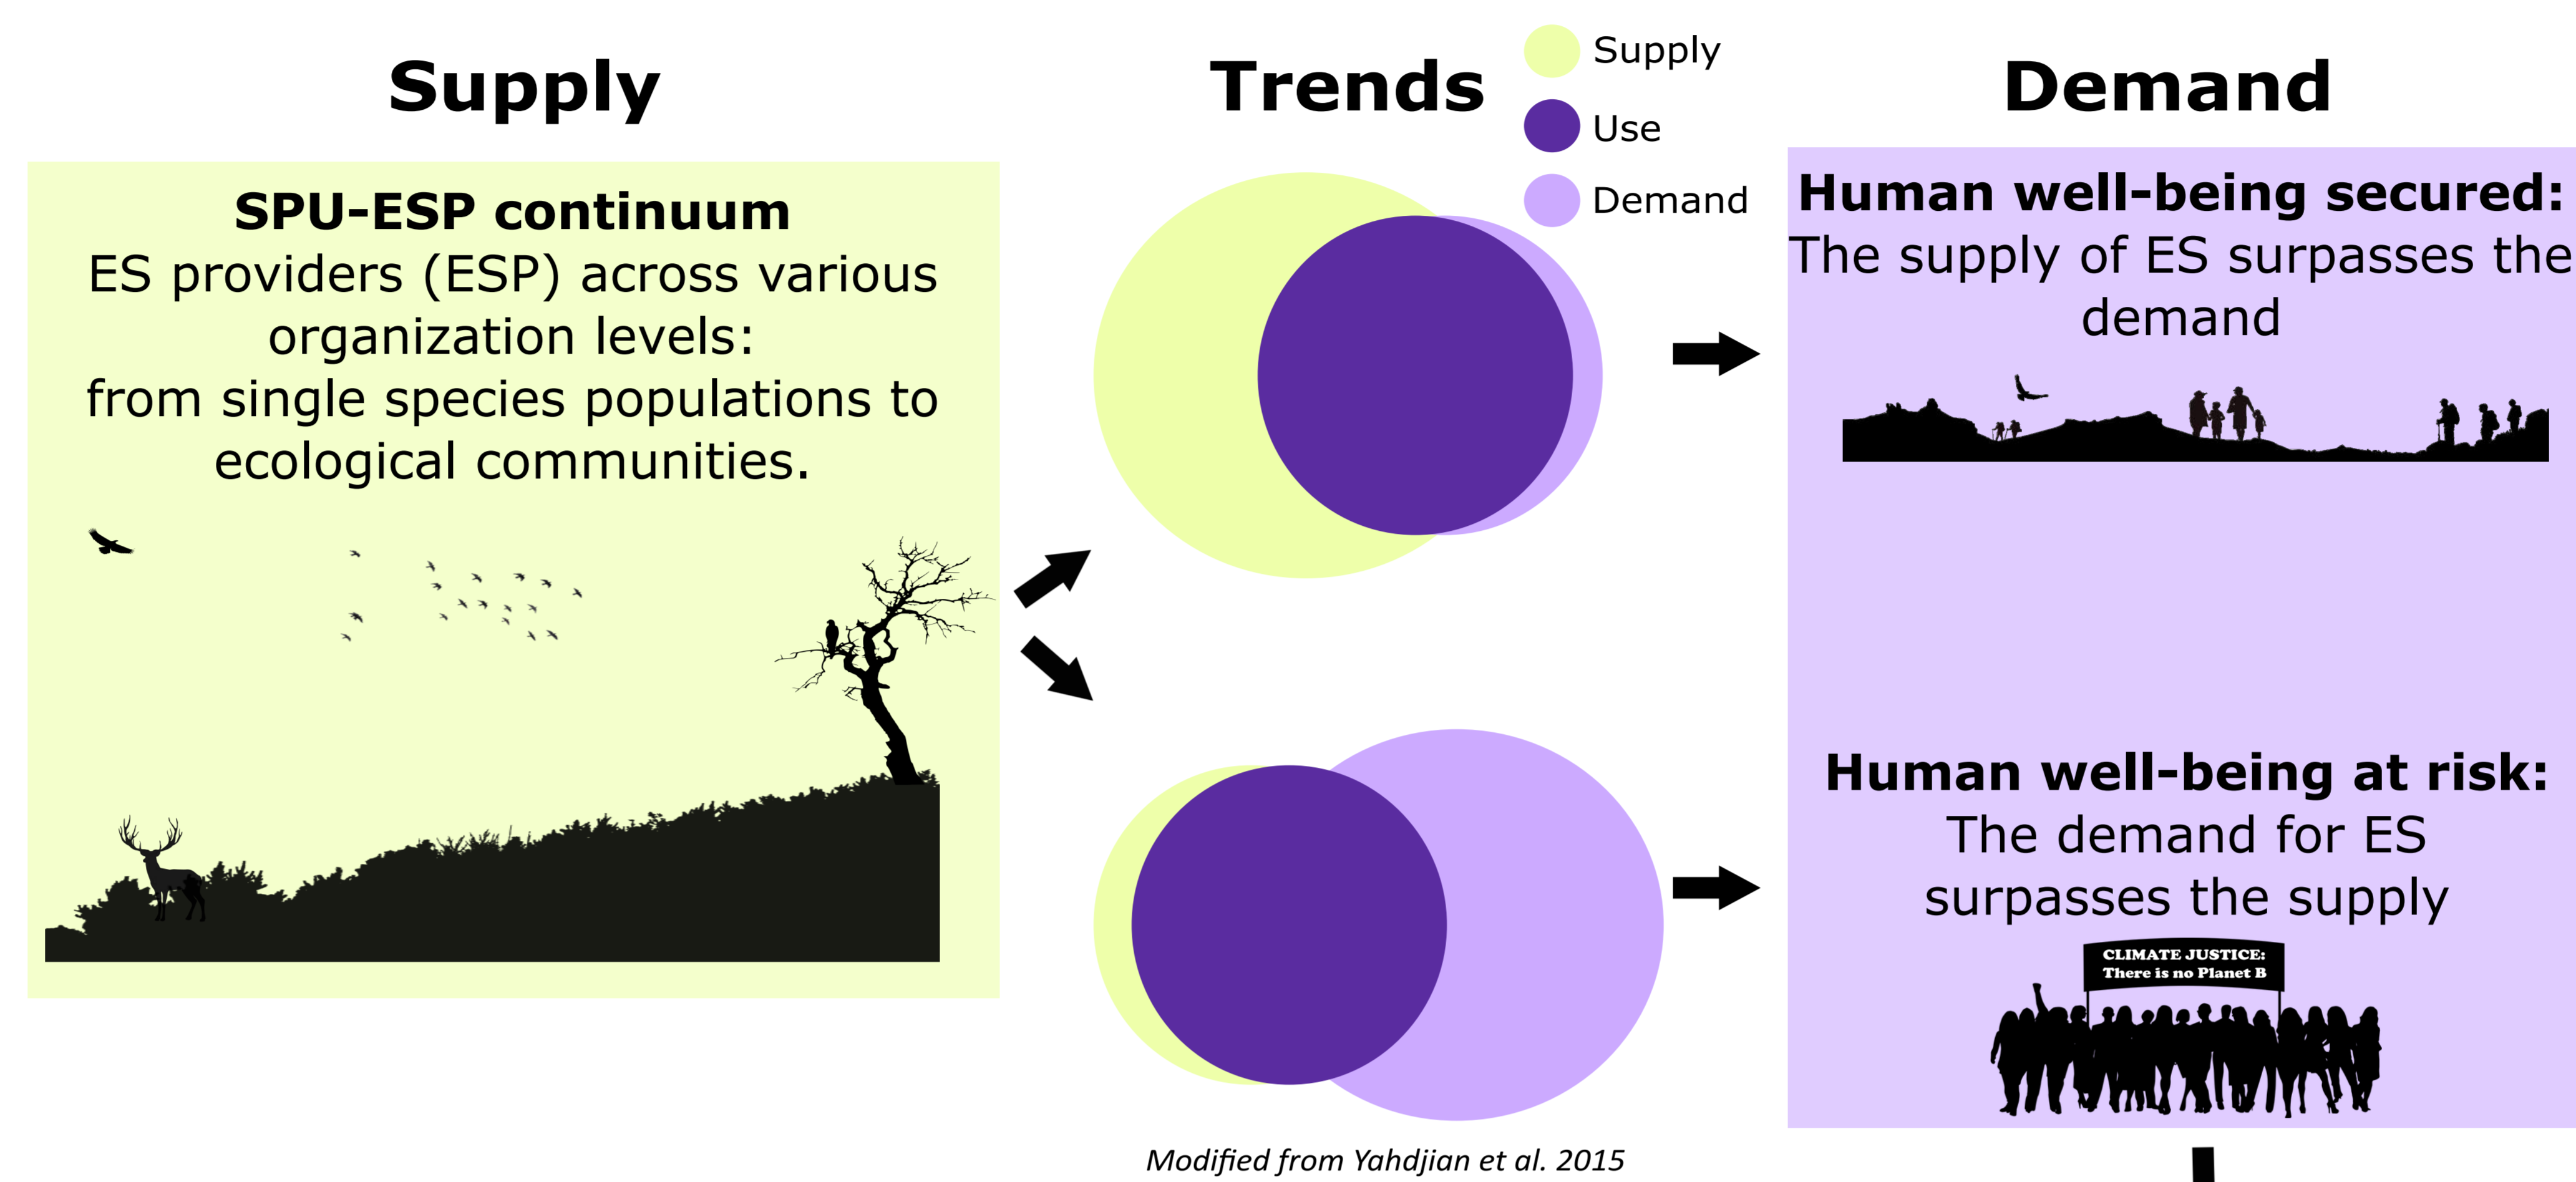 Supply
SPU-ESP continuum
ES providers (ESP) across various
organization levels:
from single species populations to
ecological communities.
Trends
Supply
Use
Demand
Modified from Yahdjian et al. 2015
Demand
Human well-being secured:
The supply of ES surpasses the
demand
Human well-being at risk:
The demand for ES
surpasses the supply
CLIMATE JUSTICE:
There is no Planet B